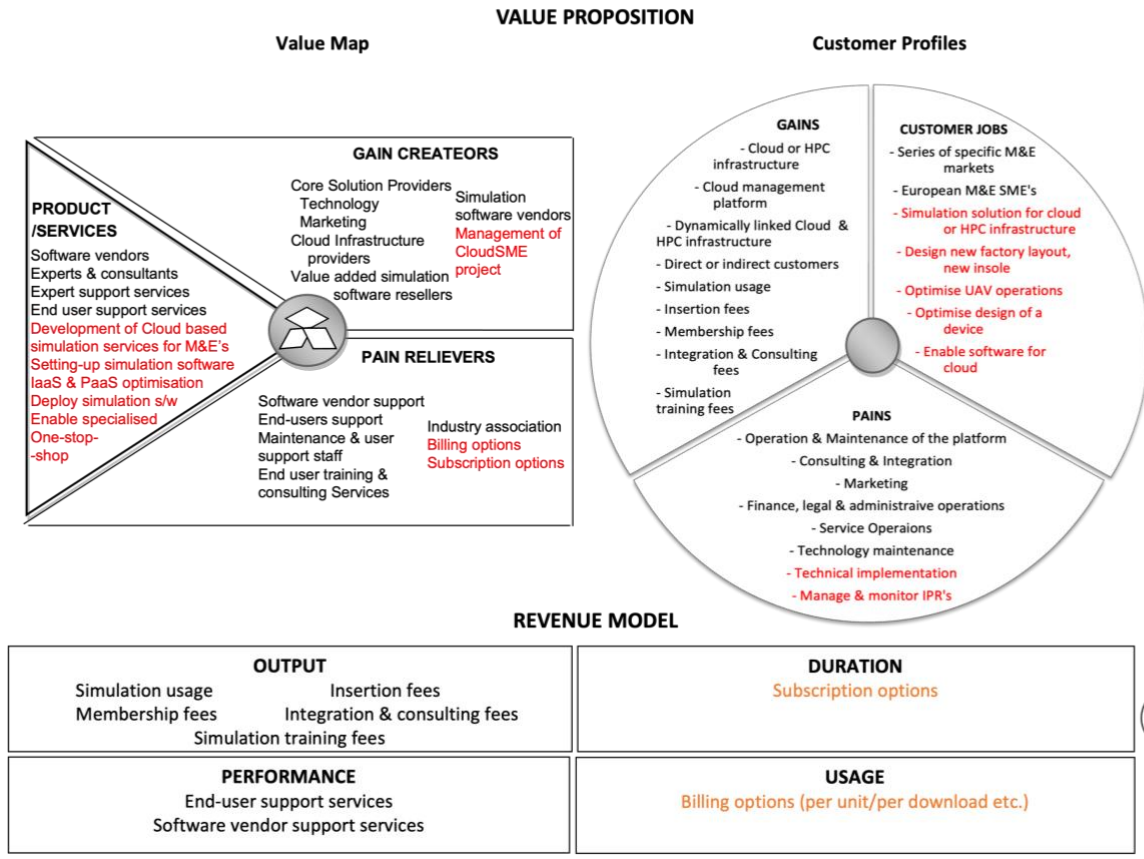 VALUE PROPOSITION
Value Map
Customer Profiles
GAIN CREATEORS
Core Solution Providers
Technology
Marketing
Cloud Infrastructure
providers
Value added simulation
software resellers
Simulation
software vendors
Management of
CloudSME
project
PRODUCT
/SERVICES
Software vendors
Experts & consultants
Expert support services
End user support services
Development of Cloud based
simulation services for M&E's
Setting-up simulation software
IaaS & PaaS optimisation
Deploy simulation s/w
Enable specialised
One-stop-
-shop
PAIN RELIEVERS
Software vendor support
End-users support
Maintenance & user
support staff
End user training &
consulting Services
Industry association
Billing options
Subscription options
GAINS
- Cloud or HPC
infrastructure
- Cloud management
platform
- Dynamically linked Cloud &
HPC infrastructure
- Direct or indirect customers
- Simulation usage
- Insertion fees
- Membership fees
- Integration & Consulting
fees
- Simulation
training fees
CUSTOMER JOBS
- Series of specific M&E
markets
- European M&E SME's
- Simulation solution for cloud
or HPC infrastructure
- Design new factory layout,
new insole
- Optimise UAV operations
- Optimise design of a
device
- Enable software for
cloud
PAINS
- Operation & Maintenance of the platform
- Consulting & Integration
- Marketing
- Finance, legal & administraive operations
- Service Operaions
- Technology maintenance
- Technical implementation
- Manage & monitor IPR's
REVENUE MODEL
OUTPUT
Simulation usage
Insertion fees
Membership fees
Integration & consulting fees
Simulation training fees
DURATION
Subscription options
PERFORMANCE
End-user support services
Software vendor support services
USAGE
Billing options (per unit/per download etc.)